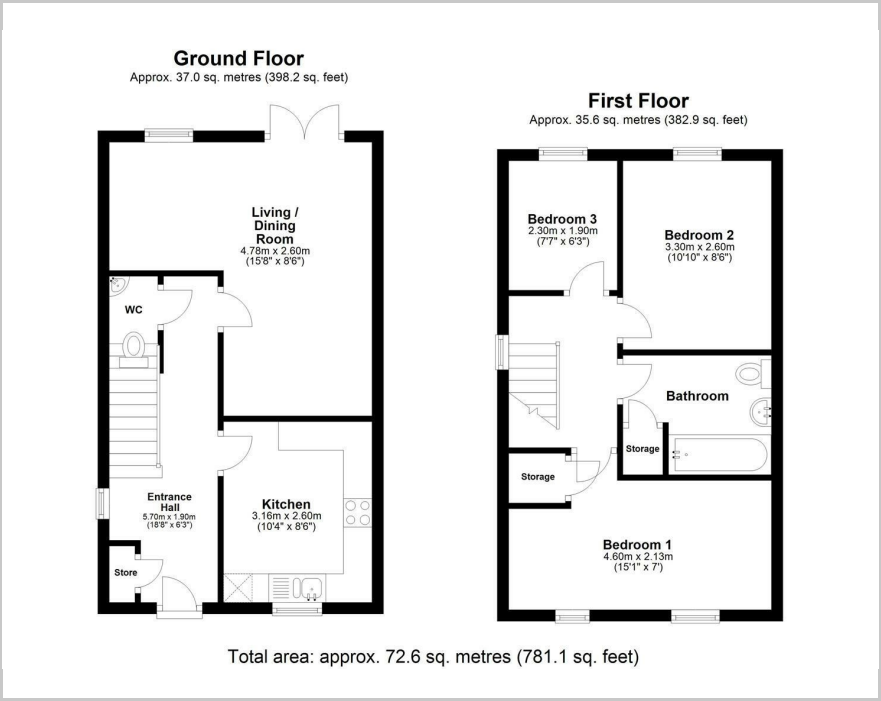 Ground Floor
Approx. 37.0 sq. metres (398.2 sq. feet)
Living /
Dining
Room
4.78m x 2.60m
(15'8" x 8'6")
WC
Entrance
Hall
5.70m x 1.90m
(18'8" x 6'3")
Kitchen
3.16m x 2.60m
(10'4" x 8'6")
Store
First Floor
Approx. 35.6 sq. metres (382.9 sq. feet)
Bedroom 3
2.30m x 1.90m
(7'7" x 6'3")
Bedroom 2
3.30m x 2.60m
(10'10" x 8'6")
Bathroom
Storage
Storage
Bedroom 1
4.60m x 2.13m
(15'1" x 7')
Total area: approx. 72.6 sq. metres (781.1 sq. feet)